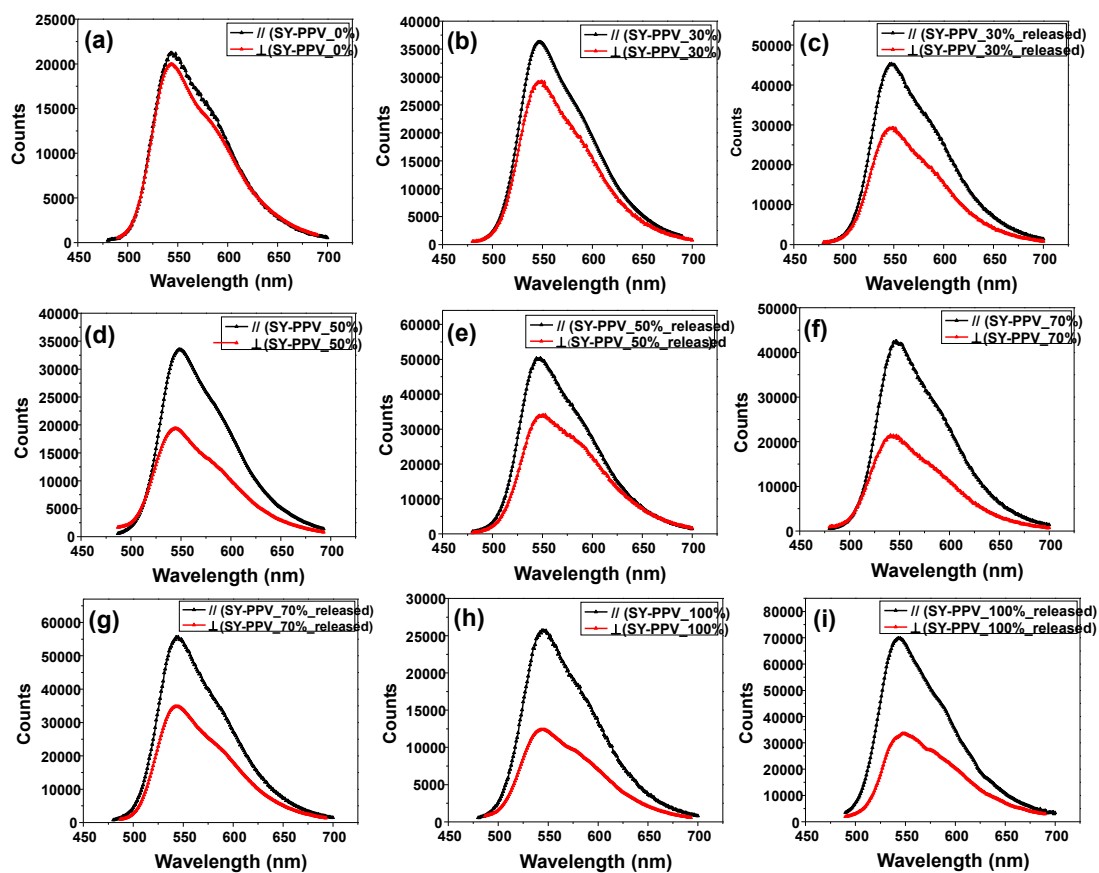 (a)
// (SY-PPV_0%)
⊥(SY-PPV_0%)
25000
20000
15000
10000
5000
0
Counts
450 500 550 600 650 700
Wavelength (nm)
(b)
// (SY-PPV_30%)
⊥(SY-PPV_30%)
40000
35000
30000
25000
20000
15000
10000
5000
0
Counts
450 500 550 600 650 700
Wavelength (nm)
(c)
// (SY-PPV_30%_released)
⊥(SY-PPV_30%_released)
50000
40000
30000
20000
10000
0
Counts
450 500 550 600 650 700
Wavelength (nm)
(d)
// (SY-PPV_50%)
⊥(SY-PPV_50%)
40000
35000
30000
25000
20000
15000
10000
5000
0
Counts
450 500 550 600 650 700
Wavelength (nm)
(e)
// (SY-PPV_50%_released)
⊥(SY-PPV_50%_released)
60000
50000
40000
30000
20000
10000
0
Counts
450 500 550 600 650 700
Wavelength (nm)
(f)
// (SY-PPV_70%)
⊥(SY-PPV_70%)
50000
40000
30000
20000
10000
0
Counts
450 500 550 600 650 700
Wavelength (nm)
(g)
// (SY-PPV_70%_released)
⊥(SY-PPV_70%_released)
60000
50000
40000
30000
20000
10000
0
Counts
450 500 550 600 650 700
Wavelength (nm)
(h)
// (SY-PPV_100%)
⊥(SY-PPV_100%)
25000
20000
15000
10000
5000
0
Counts
450 500 550 600 650 700
Wavelength (nm)
(i)
// (SY-PPV_100%_released)
⊥(SY-PPV_100%_released)
80000
70000
60000
50000
40000
30000
20000
10000
0
Counts
450 500 550 600 650 700
Wavelength (nm)